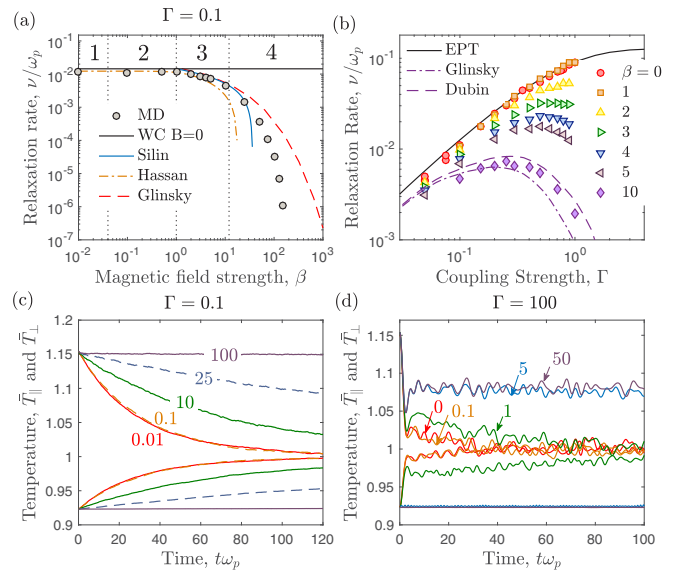 (a) Γ = 0.1
Relaxation rate, ν/ω_p
10^-1
10^-2
10^-3
10^-4
10^-5
10^-6
10^-7
1 2 3 4
MD
WC B=0
Silin
Hassan
Glinsky
10^-2 10^-1 10^0 10^1 10^2 10^3
Magnetic field strength, β
(b)
Relaxation Rate, ν/ω_p
10^-1
10^-2
10^-3
EPT
Glinsky
Dubin
β = 0
1
2
3
4
5
10
10^-1 10^0
Coupling Strength, Γ
(c) Γ = 0.1
Temperature, T̄_∥ and T̄_⊥
1.15
1.1
1.05
1
0.95
0.9
100
25
10
0.1
0.01
0 20 40 60 80 100 120
Time, tω_p
(d) Γ = 100
Temperature, T̄_∥ and T̄_⊥
1.15
1.1
1.05
1
0.95
0.9
50
5
0 0.1 1
0 20 40 60 80 100
Time, tω_p